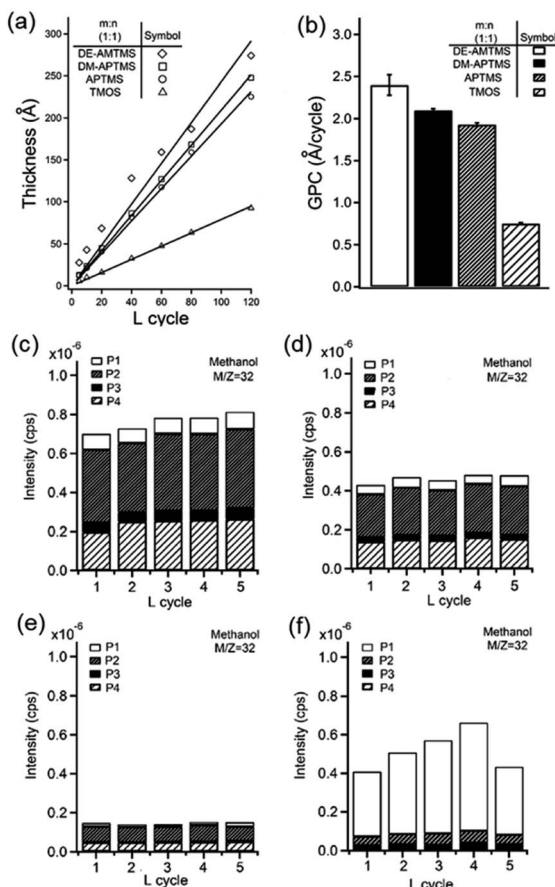 (a)
m:n
(1:1) Symbol
DE-AMTMS
DM-APTMS
APTMS
TMOS
Thickness (Å)
300
250
200
150
100
50
0
0 20 40 60 80 100 120
L cycle
(b)
m:n
(1:1) Symbol
DE-AMTMS
DM-APTMS
APTMS
TMOS
GPC (Å/cycle)
3.0
2.5
2.0
1.5
1.0
0.5
0.0
(c)
x10⁻⁶
P1
P2
P3
P4
Methanol
M/Z=32
Intensity (cps)
1.0
0.8
0.6
0.4
0.2
0.0
1 2 3 4 5
L cycle
(d)
x10⁻⁶
P1
P2
P3
P4
Methanol
M/Z=32
Intensity (cps)
1.0
0.8
0.6
0.4
0.2
0.0
1 2 3 4 5
L cycle
(e)
x10⁻⁶
P1
P2
P3
P4
Methanol
M/Z=32
Intensity (cps)
1.0
0.8
0.6
0.4
0.2
0.0
1 2 3 4 5
L cycle
(f)
x10⁻⁶
P1
P2
P3
P4
Methanol
M/Z=32
Intensity (cps)
1.0
0.8
0.6
0.4
0.2
0.0
1 2 3 4 5
L cycle